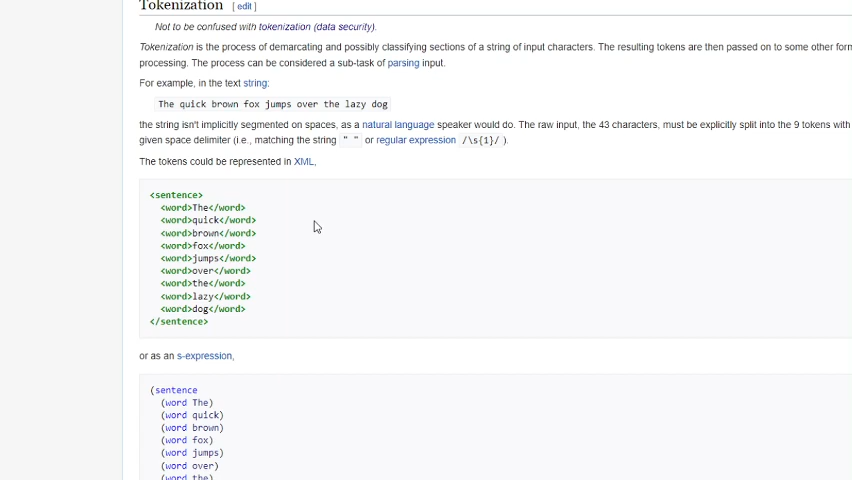 Tokenization [ edit ]
Not to be confused with tokenization (data security).
Tokenization is the process of demarcating and possibly classifying sections of a string of input characters. The resulting tokens are then passed on to some other form
processing. The process can be considered a sub-task of parsing input.
For example, in the text string:
The quick brown fox jumps over the lazy dog
the string isn't implicitly segmented on spaces, as a natural language speaker would do. The raw input, the 43 characters, must be explicitly split into the 9 tokens with
given space delimiter (i.e., matching the string " " or regular expression /\s{1}/ ).
The tokens could be represented in XML,
<sentence>
<word>The</word>
<word>quick</word>
<word>brown</word>
<word>fox</word>
<word>jumps</word>
<word>over</word>
<word>the</word>
<word>lazy</word>
<word>dog</word>
</sentence>
or as an s-expression,
(sentence
(word The)
(word quick)
(word brown)
(word fox)
(word jumps)
(word over)
(word the)